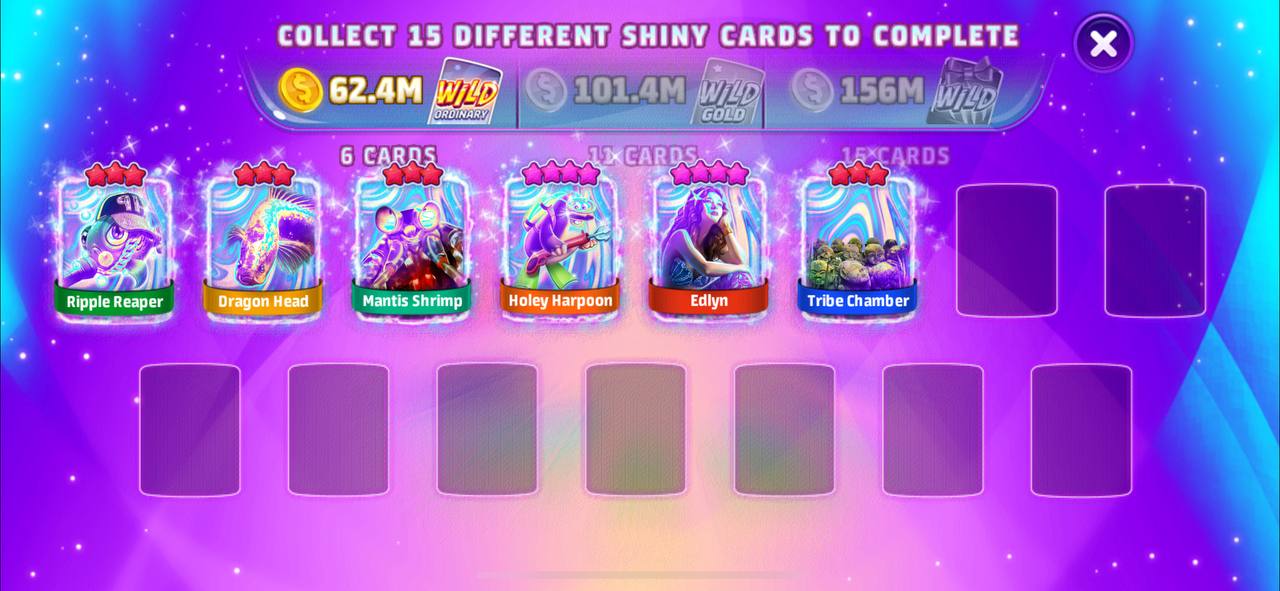 COLLECT 15 DIFFERENT SHINY CARDS TO COMPLETE
62.4M WILD ORDINARY 101.4M WILD GOLD 156M WILD
6 CARDS 11 CARDS 15 CARDS
Ripple Reaper Dragon Head Mantis Shrimp Holey Harpoon Edlyn Tribe Chamber